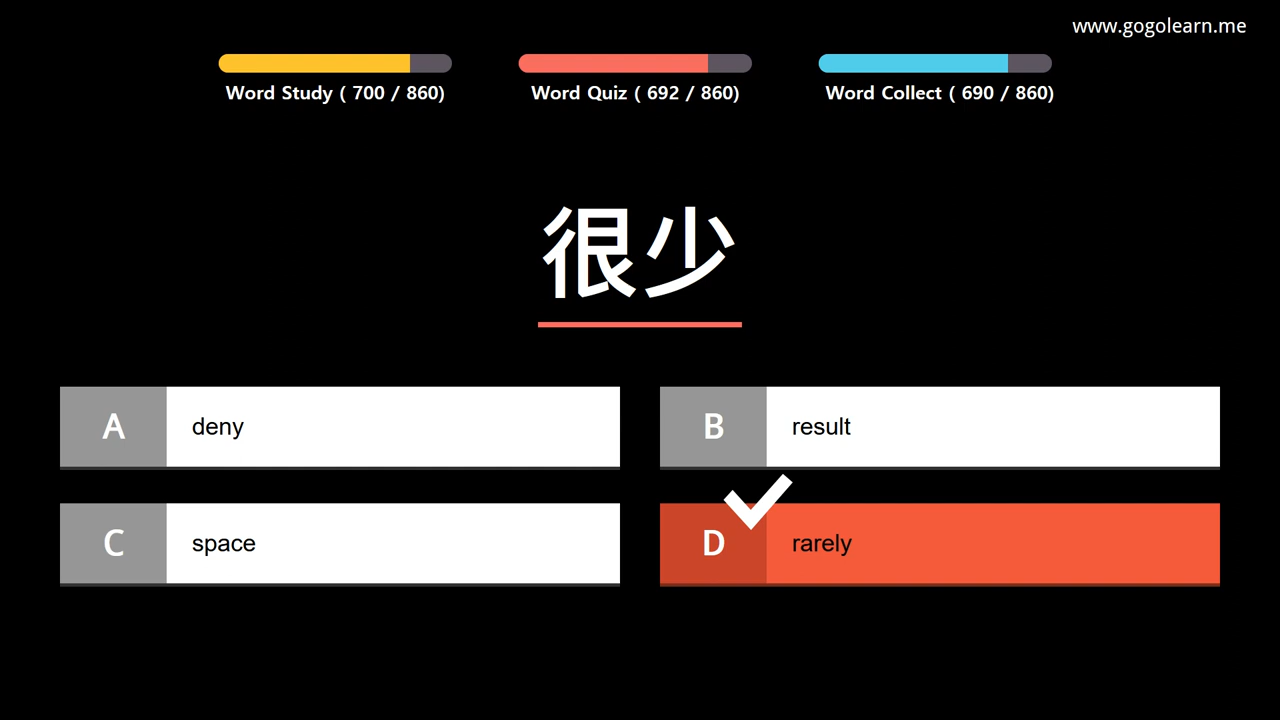 www.gogolearn.me
Word Study ( 700 / 860)
Word Quiz ( 692 / 860)
Word Collect ( 690 / 860)
很少
A deny
B result
C space
D rarely